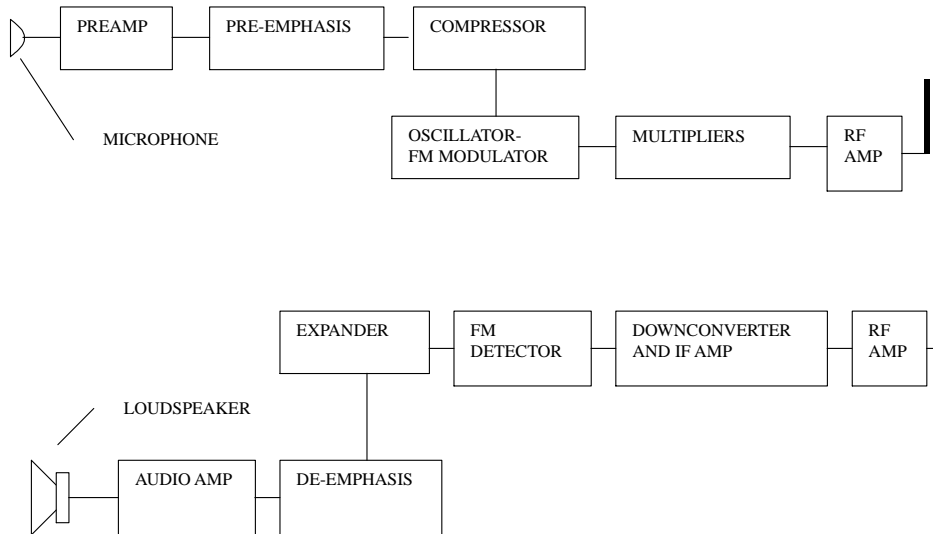 PREAMP
PRE-EMPHASIS
COMPRESSOR
MICROPHONE
OSCILLATOR-
FM MODULATOR
MULTIPLIERS
RF
AMP
EXPANDER
FM
DETECTOR
DOWNCONVERTER
AND IF AMP
RF
AMP
LOUDSPEAKER
AUDIO AMP
DE-EMPHASIS